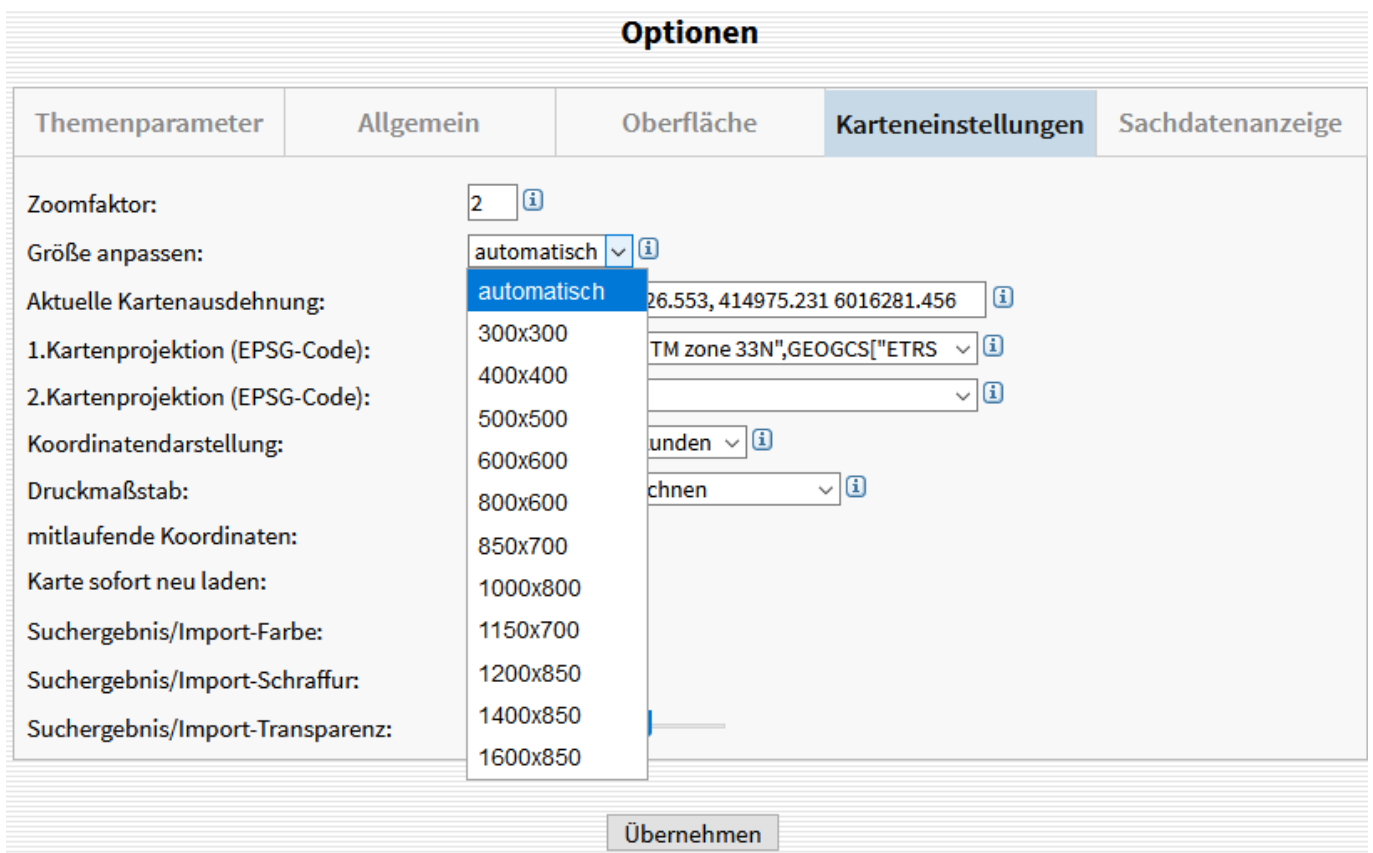 Optionen
Themenparameter Allgemein Oberfläche Karteneinstellungen Sachdatenanzeige
Zoomfaktor: 2 i
Größe anpassen: automatisch i
automatisch
Aktuelle Kartenausdehnung: 26.553, 414975.231 6016281.456 i
300x300
1.Kartenprojektion (EPSG-Code): TM zone 33N",GEOGCS["ETRS i
400x400
2.Kartenprojektion (EPSG-Code): i
500x500
Koordinatendarstellung: unden i
600x600
Druckmaßstab: chnen i
800x600
mitlaufende Koordinaten:
850x700
Karte sofort neu laden:
1000x800
Suchergebnis/Import-Farbe:
1150x700
Suchergebnis/Import-Schraffur:
1200x850
1400x850
Suchergebnis/Import-Transparenz:
1600x850
Übernehmen